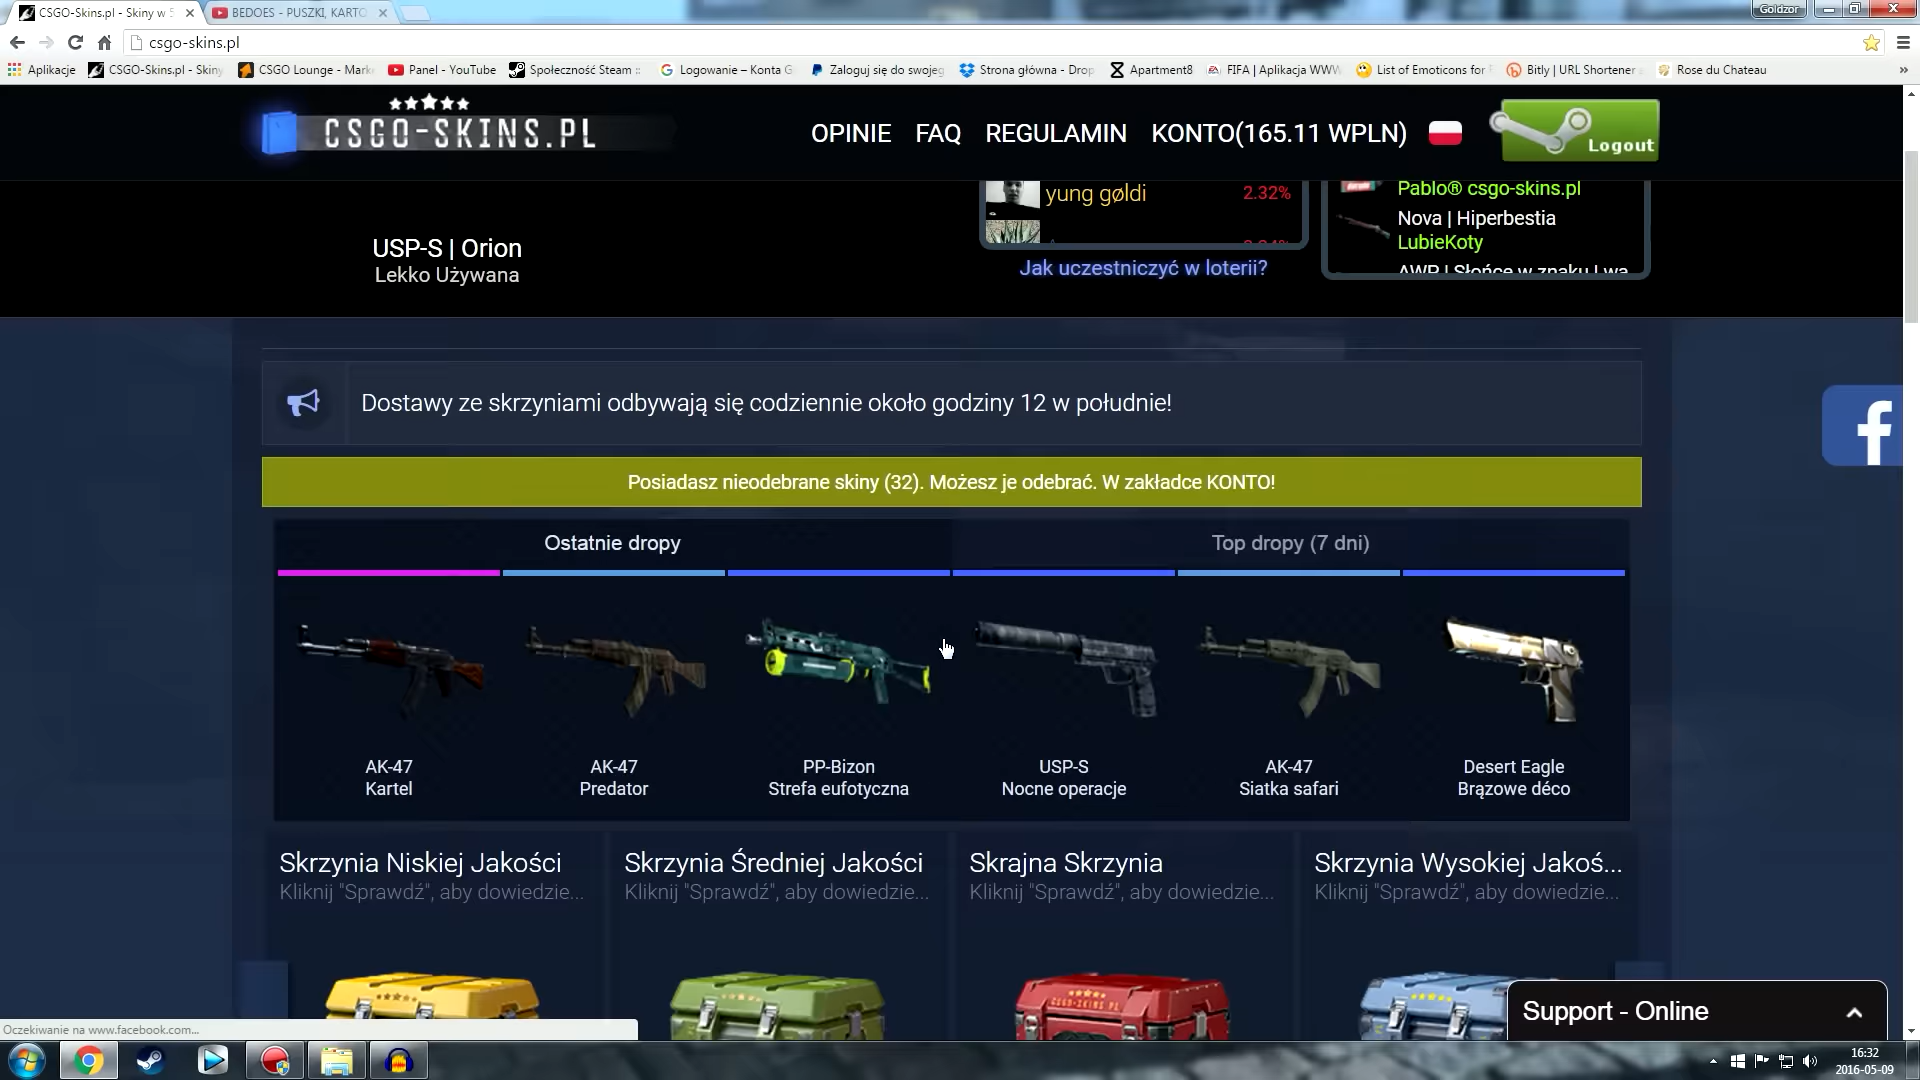 CSGO-Skins.pl - Skiny w 5
BEDOES - PUSZKI, KARTO
Goldzor
csgo-skins.pl
Aplikacje
CSGO-Skins.pl - Skiny
CSGO Lounge - Mark
Panel - YouTube
Społeczność Steam ::
Logowanie – Konta G
Zaloguj się do swojeg
Strona główna - Drop
Apartment8
FIFA | Aplikacja WWW
List of Emoticons for
Bitly | URL Shortener
Rose du Chateau
CSGO-SKINS.PL
OPINIE
FAQ
REGULAMIN
KONTO(165.11 WPLN)
Logout
yung gøldi
2.32%
Pablo® csgo-skins.pl
Nova | Hiperbestia
LubieKoty
AWP | Słońce w znaku lwa
USP-S | Orion
Lekko Używana
Jak uczestniczyć w loterii?
Dostawy ze skrzyniami odbywają się codziennie około godziny 12 w południe!
Posiadasz nieodebrane skiny (32). Możesz je odebrać. W zakładce KONTO!
Ostatnie dropy
Top dropy (7 dni)
AK-47
Kartel
AK-47
Predator
PP-Bizon
Strefa eufotyczna
USP-S
Nocne operacje
AK-47
Siatka safari
Desert Eagle
Brązowe déco
Skrzynia Niskiej Jakości
Kliknij "Sprawdź", aby dowiedzie...
Skrzynia Średniej Jakości
Kliknij "Sprawdź", aby dowiedzie...
Skrajna Skrzynia
Kliknij "Sprawdź", aby dowiedzie...
Skrzynia Wysokiej Jakoś...
Kliknij "Sprawdź", aby dowiedzie...
CSGO-SKINS PL
Support - Online
Oczekiwanie na www.facebook.com...
16:32
2016-05-09